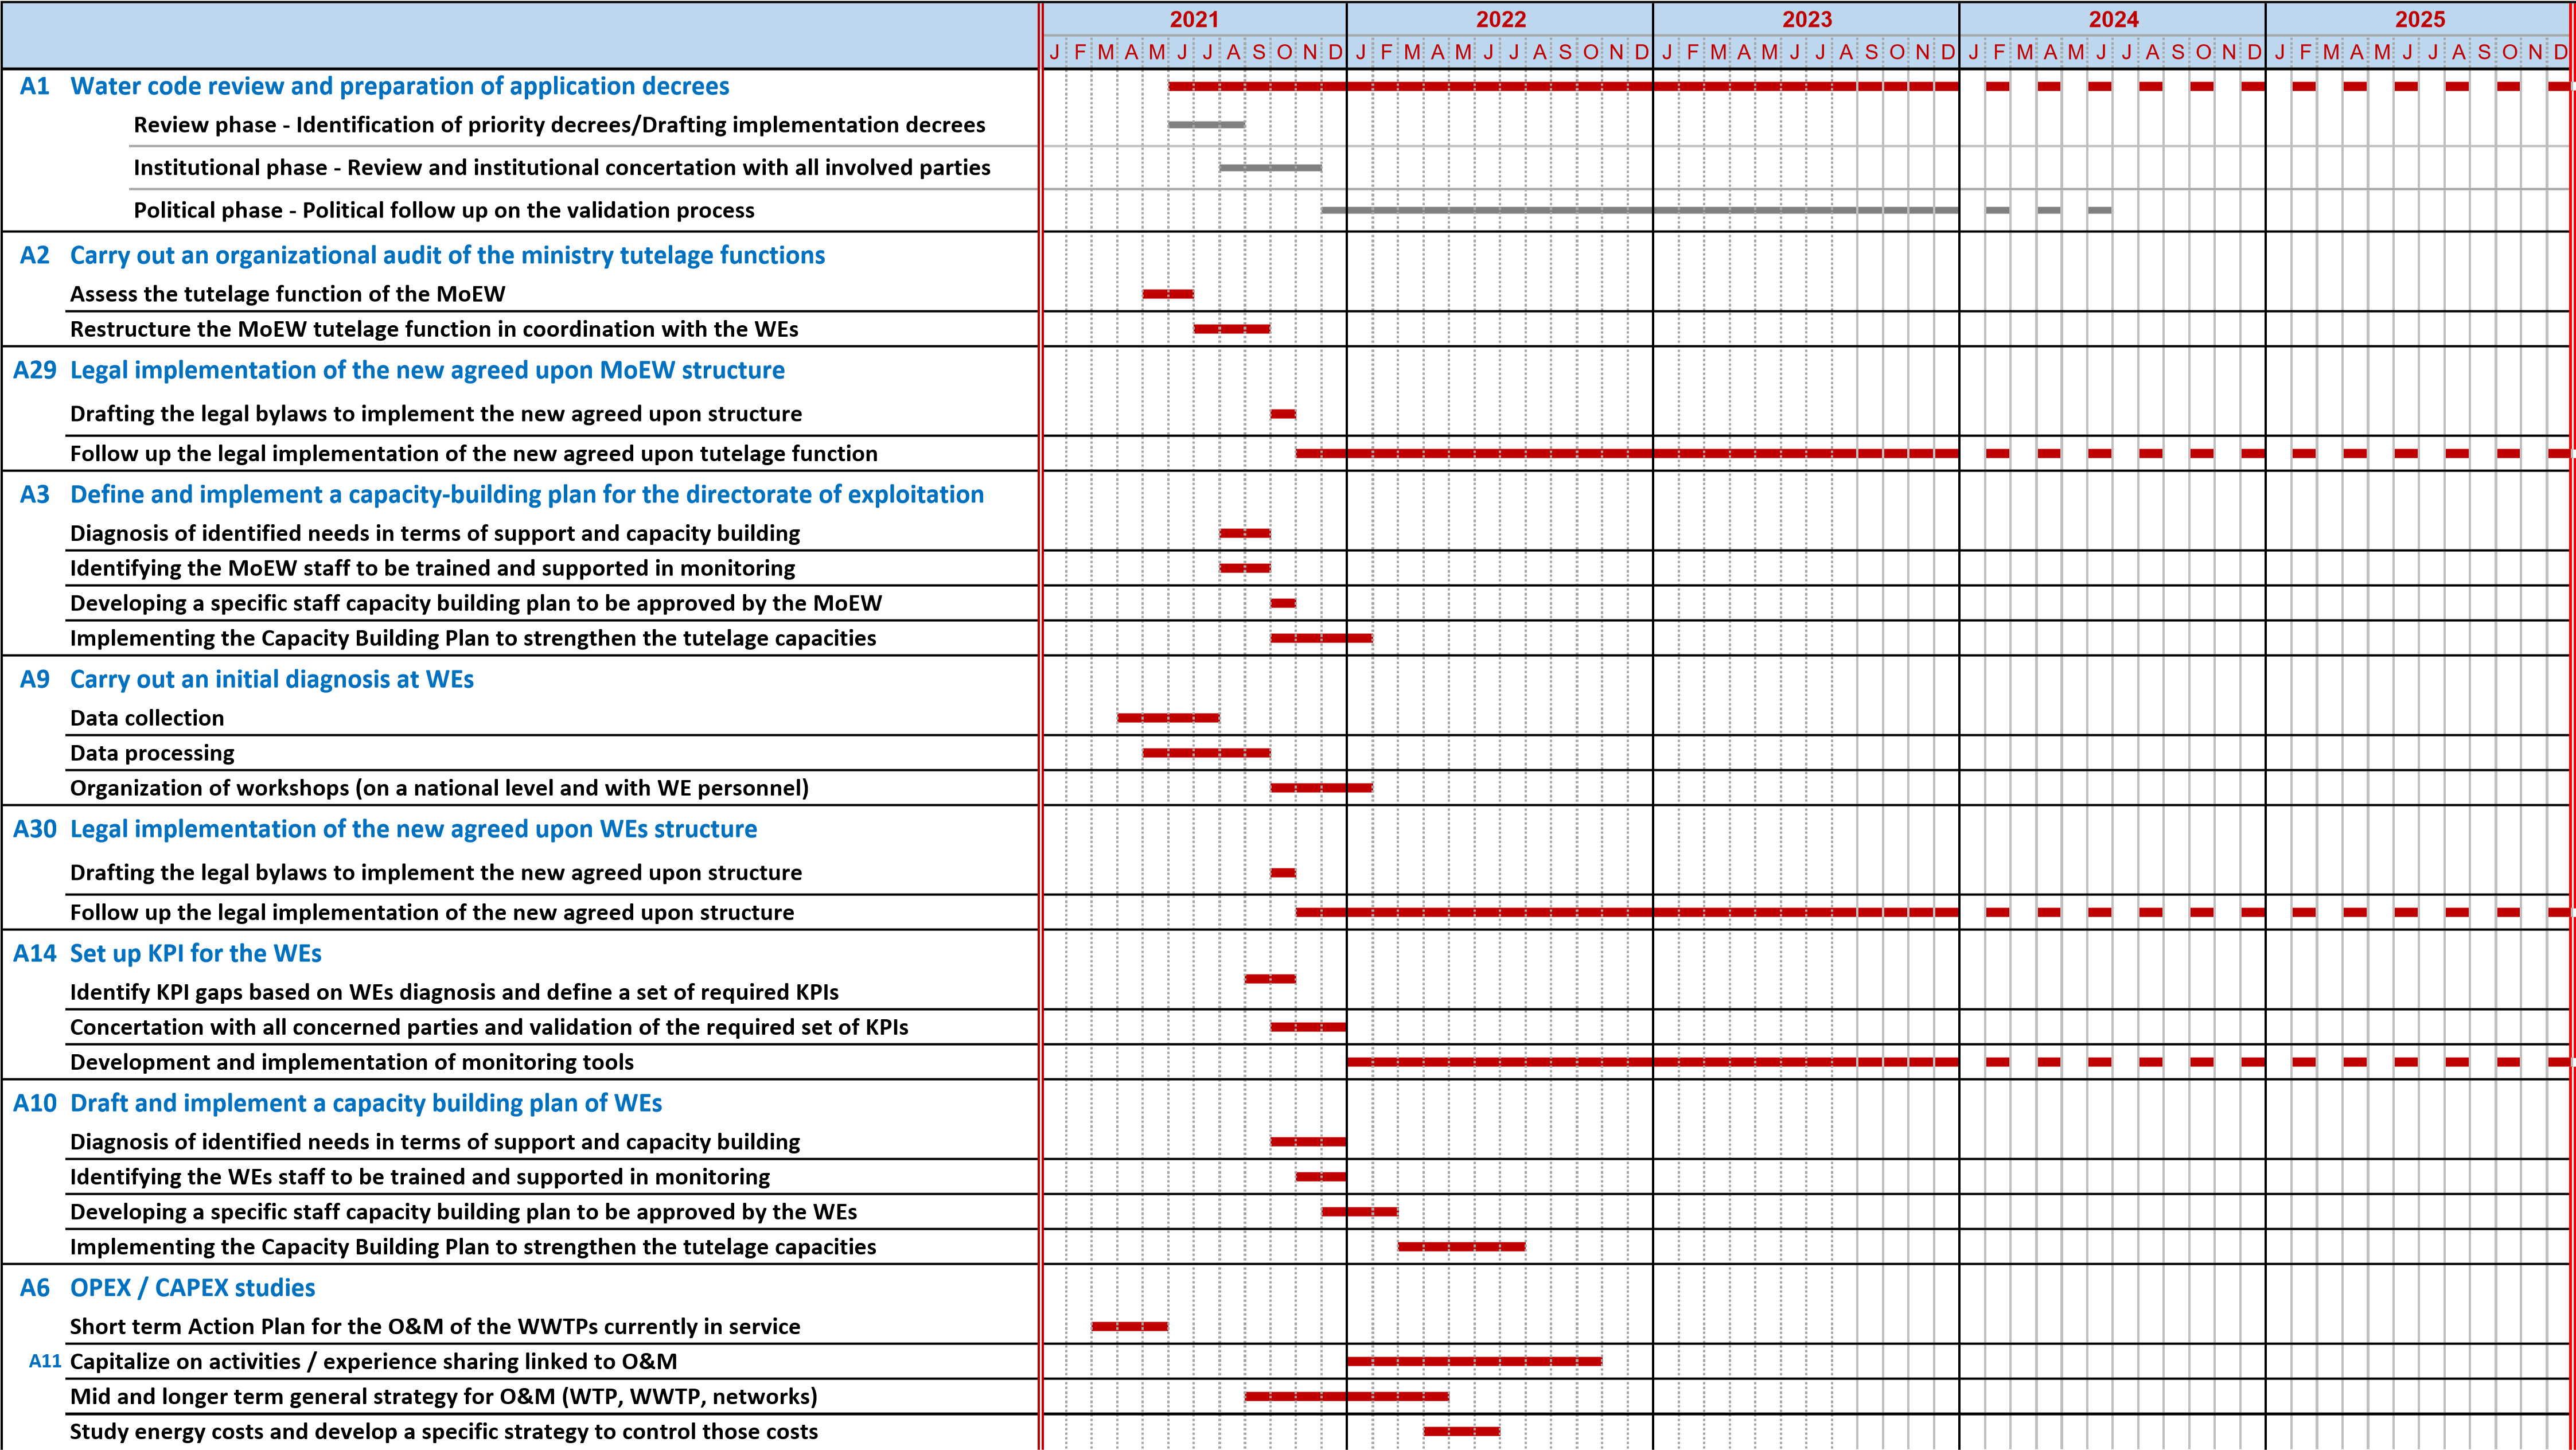 2021 2022 2023 2024 2025
J F M A M J J A S O N D J F M A M J J A S O N D J F M A M J J A S O N D J F M A M J J A S O N D J F M A M J J A S O N D
A1 Water code review and preparation of application decrees
Review phase - Identification of priority decrees/Drafting implementation decrees
Institutional phase - Review and institutional concertation with all involved parties
Political phase - Political follow up on the validation process
A2 Carry out an organizational audit of the ministry tutelage functions
Assess the tutelage function of the MoEW
Restructure the MoEW tutelage function in coordination with the WEs
A29 Legal implementation of the new agreed upon MoEW structure
Drafting the legal bylaws to implement the new agreed upon structure
Follow up the legal implementation of the new agreed upon tutelage function
A3 Define and implement a capacity-building plan for the directorate of exploitation
Diagnosis of identified needs in terms of support and capacity building
Identifying the MoEW staff to be trained and supported in monitoring
Developing a specific staff capacity building plan to be approved by the MoEW
Implementing the Capacity Building Plan to strengthen the tutelage capacities
A9 Carry out an initial diagnosis at WEs
Data collection
Data processing
Organization of workshops (on a national level and with WE personnel)
A30 Legal implementation of the new agreed upon WEs structure
Drafting the legal bylaws to implement the new agreed upon structure
Follow up the legal implementation of the new agreed upon structure
A14 Set up KPI for the WEs
Identify KPI gaps based on WEs diagnosis and define a set of required KPIs
Concertation with all concerned parties and validation of the required set of KPIs
Development and implementation of monitoring tools
A10 Draft and implement a capacity building plan of WEs
Diagnosis of identified needs in terms of support and capacity building
Identifying the WEs staff to be trained and supported in monitoring
Developing a specific staff capacity building plan to be approved by the WEs
Implementing the Capacity Building Plan to strengthen the tutelage capacities
A6 OPEX / CAPEX studies
Short term Action Plan for the O&M of the WWTPs currently in service
A11 Capitalize on activities / experience sharing linked to O&M
Mid and longer term general strategy for O&M (WTP, WWTP, networks)
Study energy costs and develop a specific strategy to control those costs